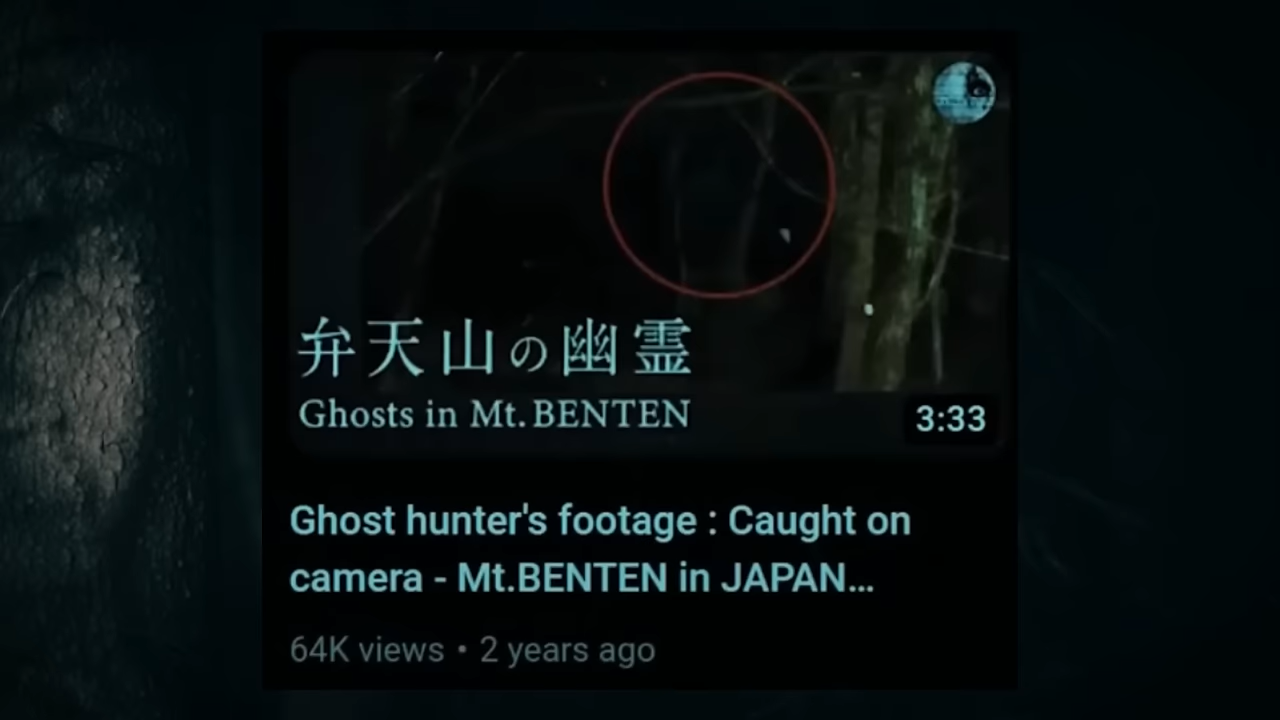 弁天山の幽霊
Ghosts in Mt.BENTEN
3:33
Ghost hunter's footage : Caught on
camera - Mt.BENTEN in JAPAN...
64K views • 2 years ago